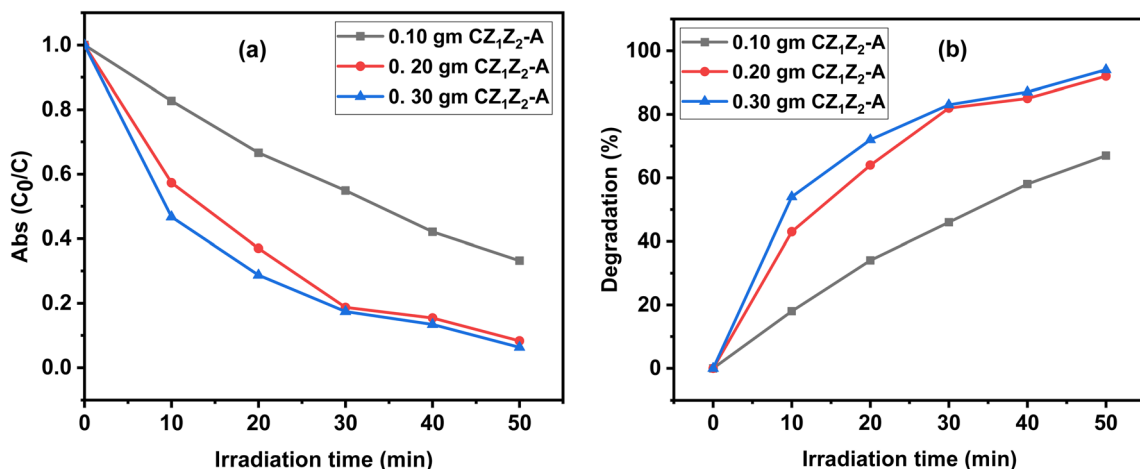 (a)
0.10 gm CZ₁Z₂-A
0. 20 gm CZ₁Z₂-A
0. 30 gm CZ₁Z₂-A
Abs (C₀/C)
1.0
0.8
0.6
0.4
0.2
0.0
0 10 20 30 40 50
Irradiation time (min)
(b)
0.10 gm CZ₁Z₂-A
0.20 gm CZ₁Z₂-A
0.30 gm CZ₁Z₂-A
Degradation (%)
100
80
60
40
20
0
0 10 20 30 40 50
Irradiation time (min)